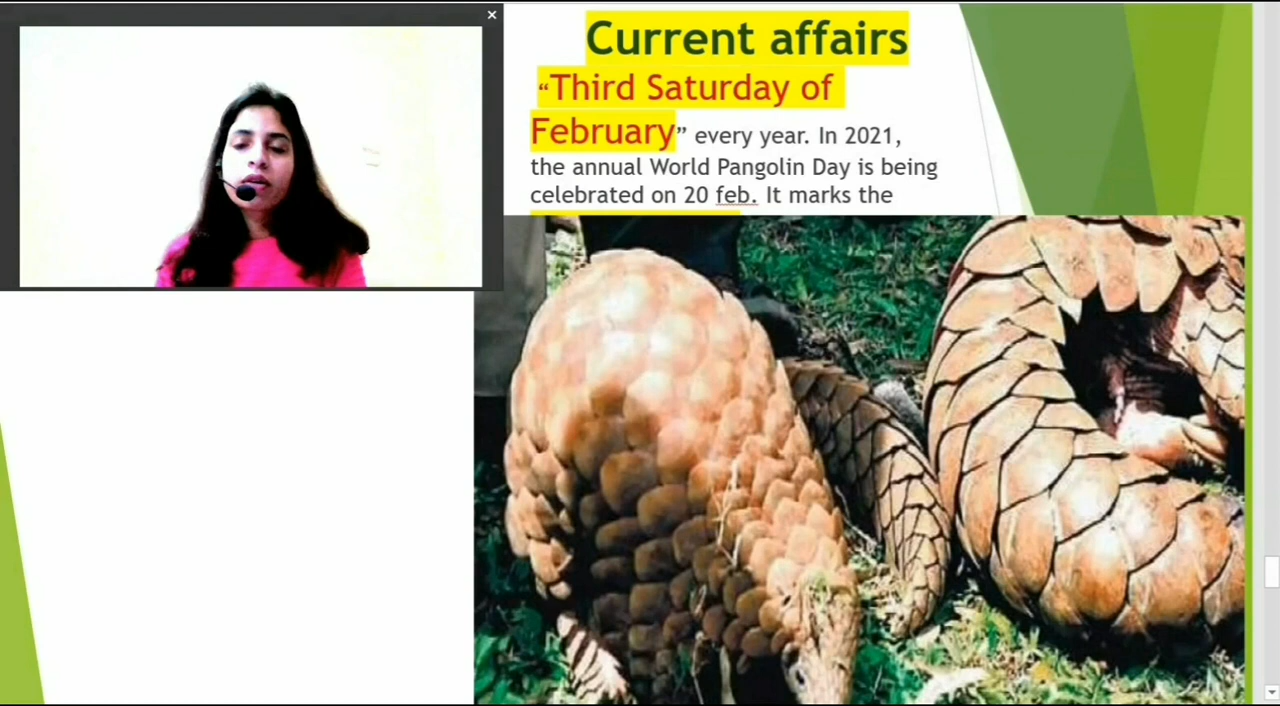 Current affairs
“Third Saturday of
February” every year. In 2021,
the annual World Pangolin Day is being
celebrated on 20 feb. It marks the